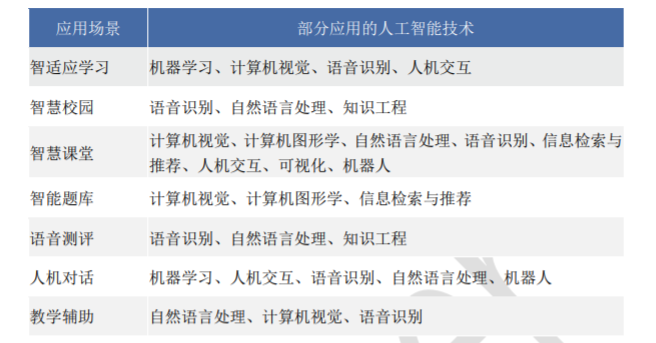 应用场景 部分应用的人工智能技术
智适应学习 机器学习、计算机视觉、语音识别、人机交互
智慧校园 语音识别、自然语言处理、知识工程
智慧课堂 计算机视觉、计算机图形学、自然语言处理、语音识别、信息检索与
推荐、人机交互、可视化、机器人
智能题库 计算机视觉、计算机图形学、信息检索与推荐
语音测评 语音识别、自然语言处理、知识工程
人机对话 机器学习、人机交互、语音识别、自然语言处理、机器人
教学辅助 自然语言处理、计算机视觉、语音识别